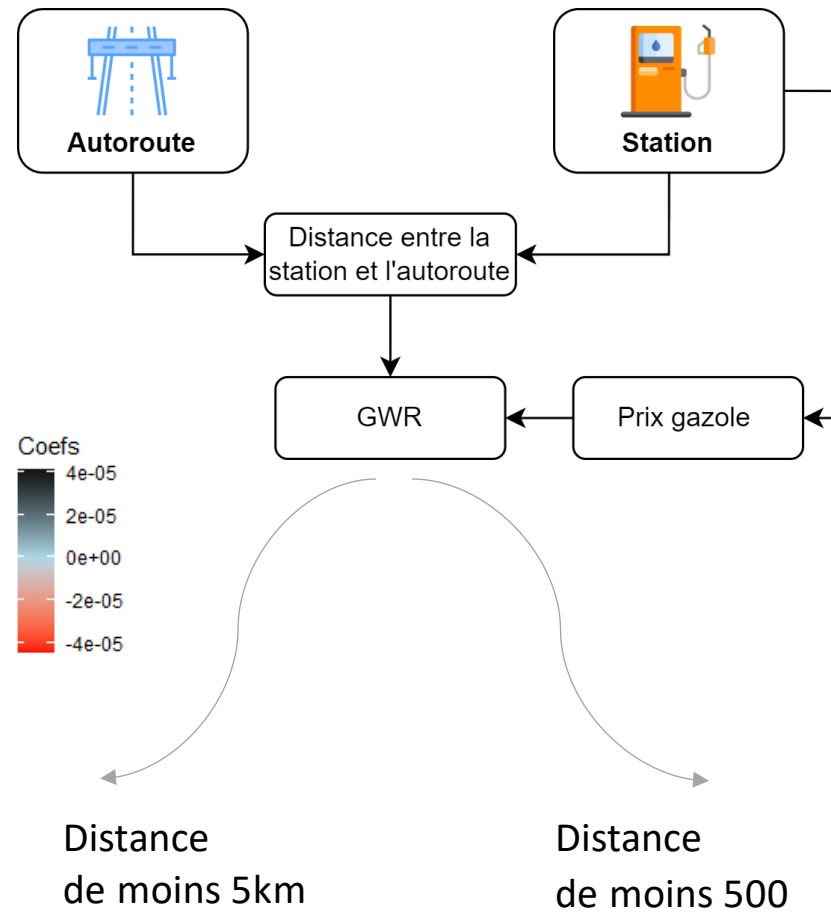 Autoroute
Station
Distance entre la
station et l'autoroute
GWR
Prix gazole
Coefs
4e-05
2e-05
0e+00
-2e-05
-4e-05
Distance
de moins 5km
Distance
de moins 500